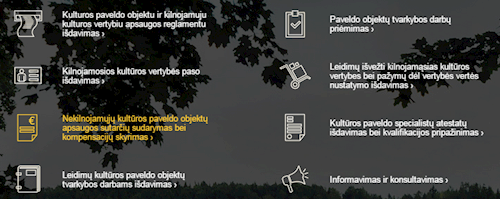 Kultūros paveldo objektu ir kilnojamųjų
kultūros vertybiu apsaugos reglamentu
išdavimas ›
Kilnojamosios kultūros vertybės paso
išdavimas ›
Nekilnojamųjų kultūros paveldo objektų
apsaugos sutarčių sudarymas bei
kompensacijų skyrimas ›
Leidimų kultūros paveldo objektų
tvarkybos darbams išdavimas ›
Paveldo objektų tvarkybos darbų
priėmimas ›
Leidimų išvežti kilnojamąsias kultūros
vertybes bei pažymų dėl vertybės vertės
nustatymo išdavimas ›
Kultūros paveldo specialistų atestatų
išdavimas bei kvalifikacijos pripažinimas ›
Informavimas ir konsultavimas ›